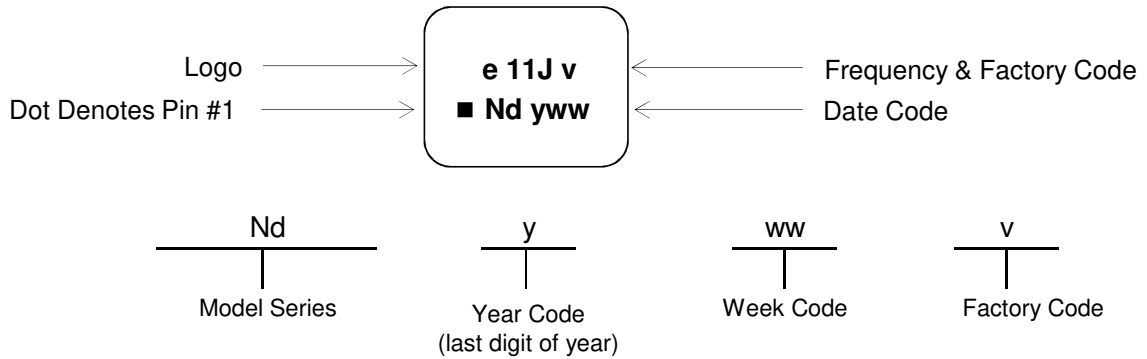 Logo
e 11J v
Frequency & Factory Code
Dot Denotes Pin #1
■ Nd yww
Date Code
Nd
y
ww
v
Model Series
Year Code
(last digit of year)
Week Code
Factory Code